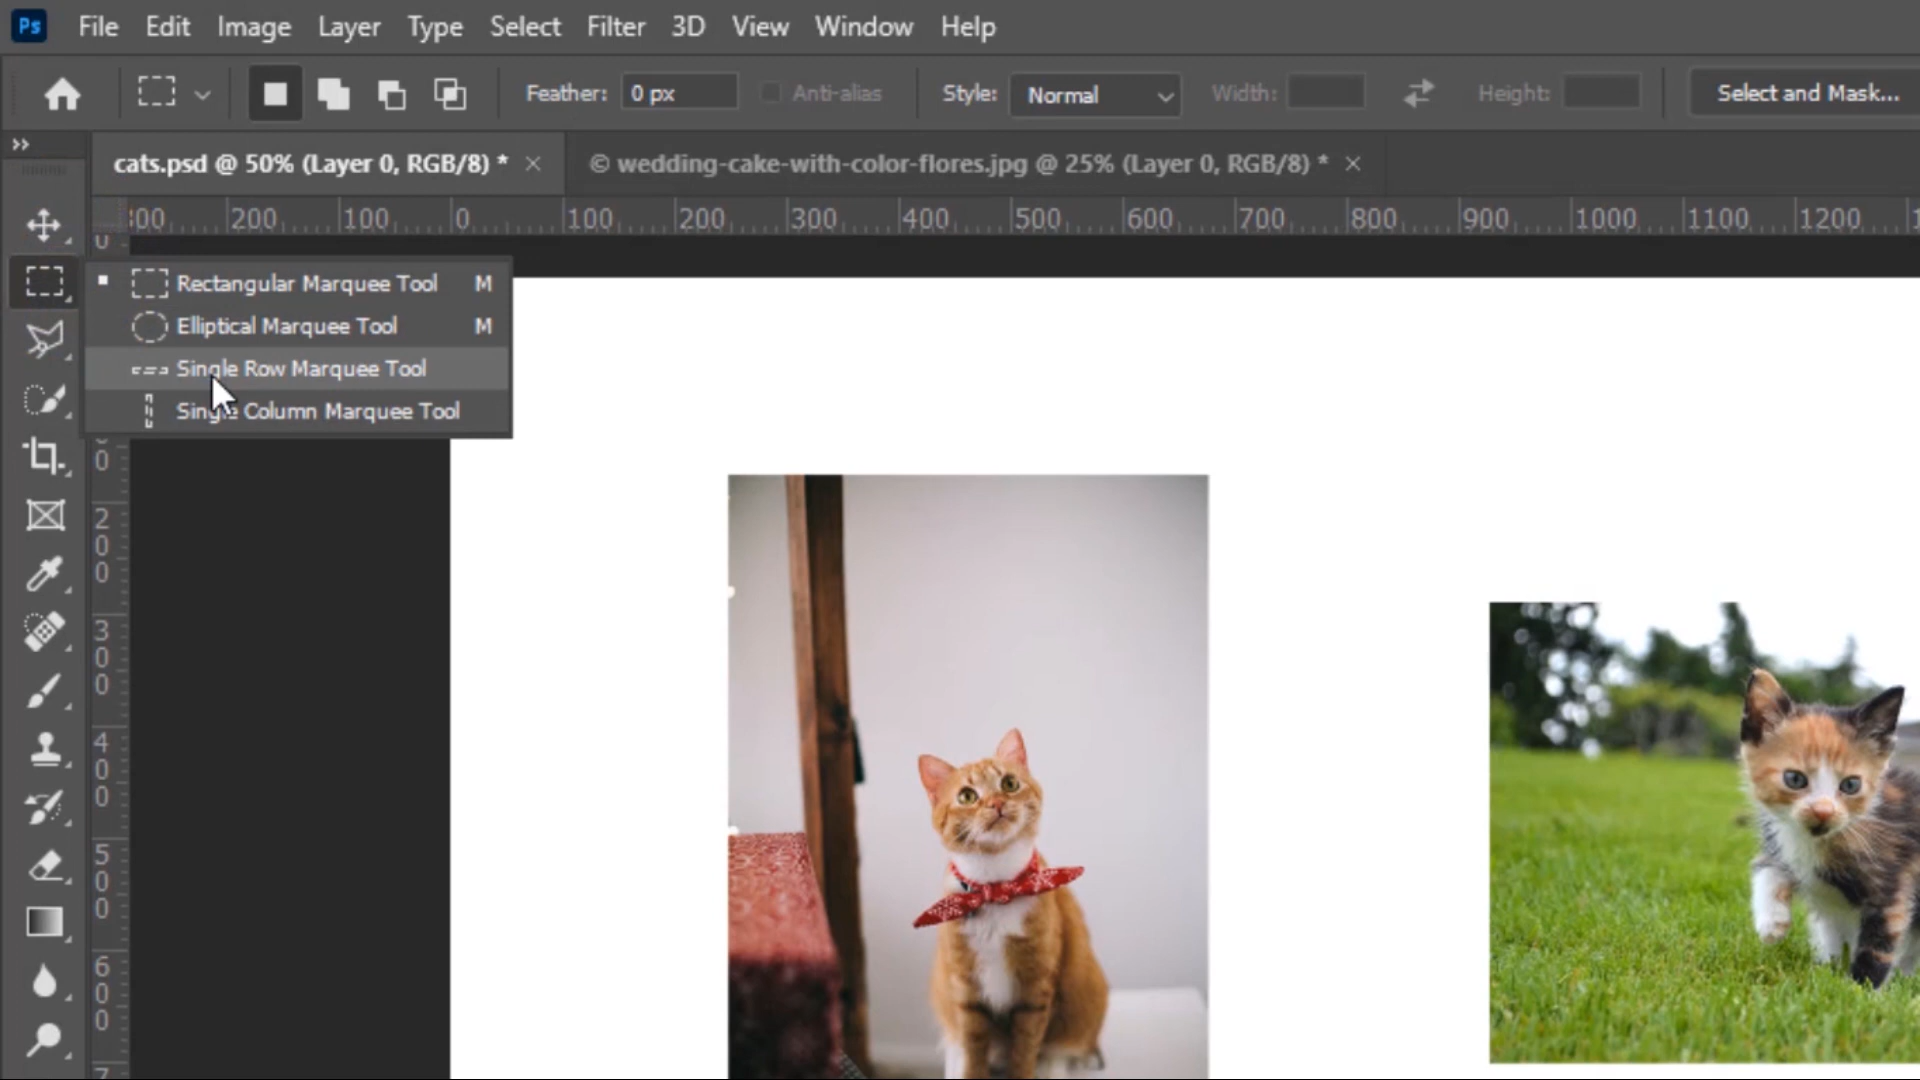 Ps File Edit Image Layer Type Select Filter 3D View Window Help
Feather: 0 px Anti-alias Style: Normal Width: Height: Select and Mask...
cats.psd @ 50% (Layer 0, RGB/8) * × © wedding-cake-with-color-flores.jpg @ 25% (Layer 0, RGB/8) * ×
200 100 0 100 200 300 400 500 600 700 800 900 1000 1100 1200
Rectangular Marquee Tool M
Elliptical Marquee Tool M
Single Row Marquee Tool
Single Column Marquee Tool
200
300
400
500
600